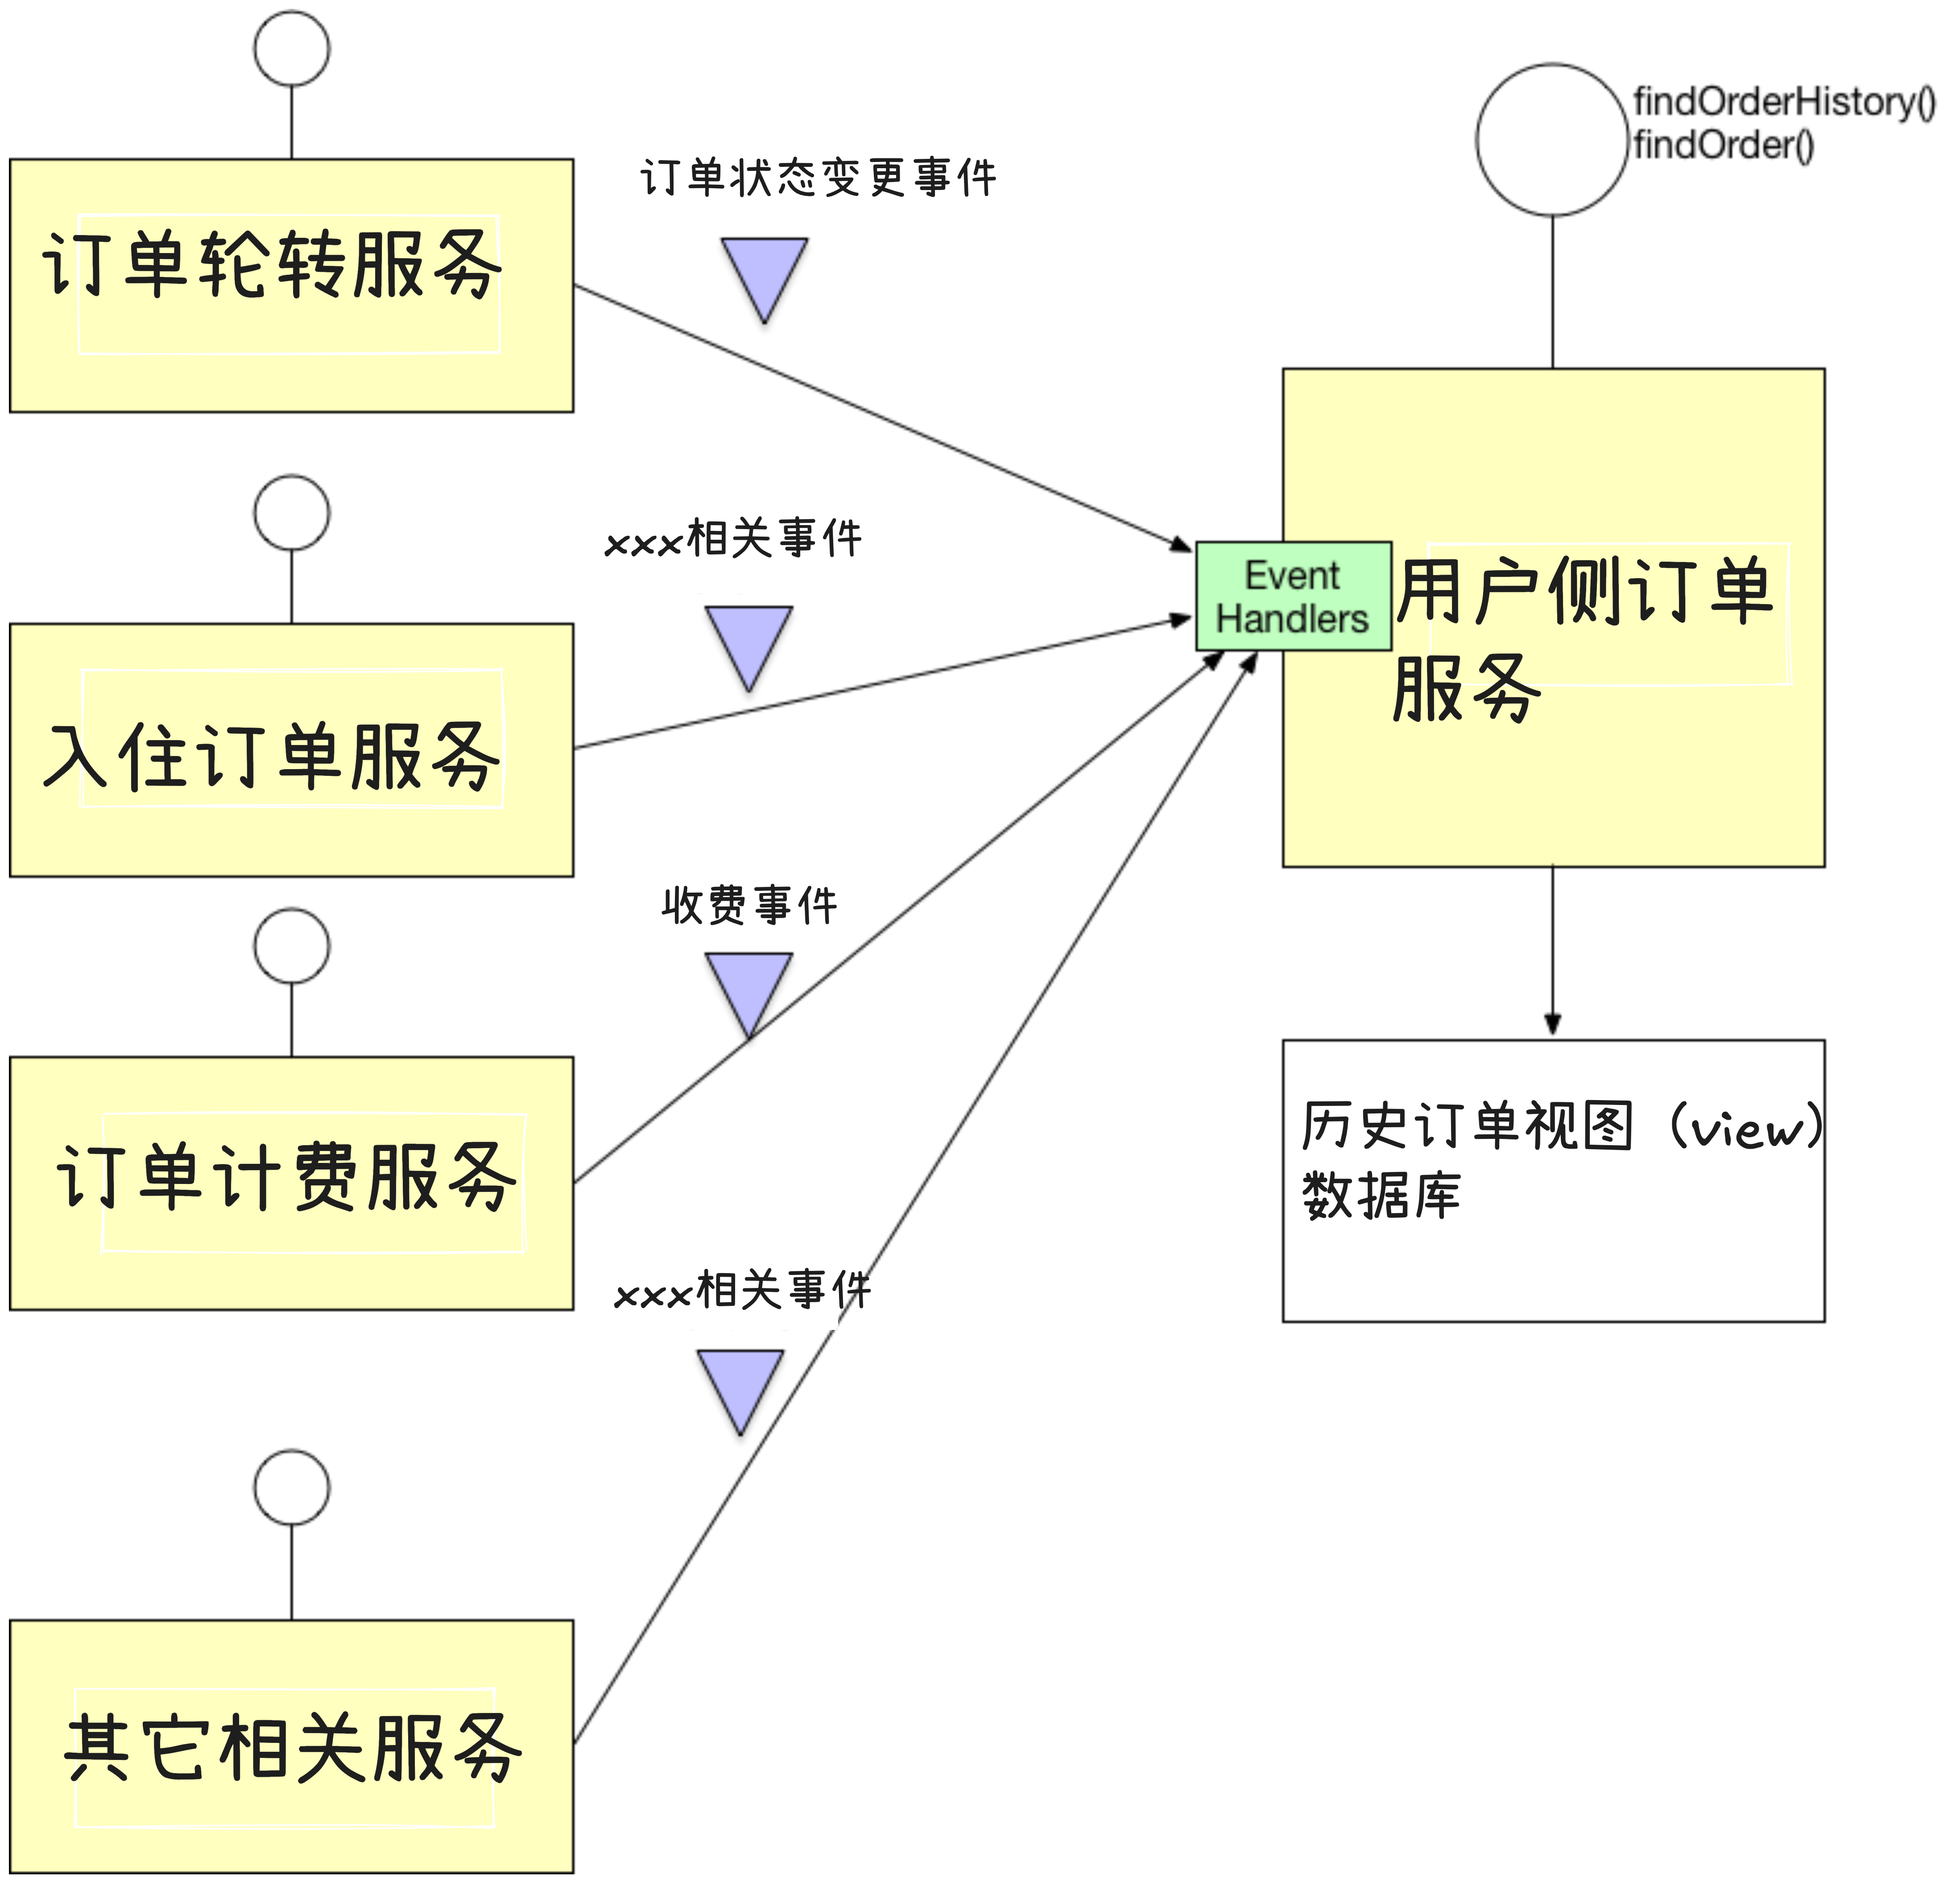 findOrderHistory()
findOrder()
订单状态变更事件
订单轮转服务
xxx相关事件
Event
Handlers
用户侧订单
服务
入住订单服务
收费事件
历史订单视图（view）
数据库
订单计费服务
xxx相关事件
其它相关服务